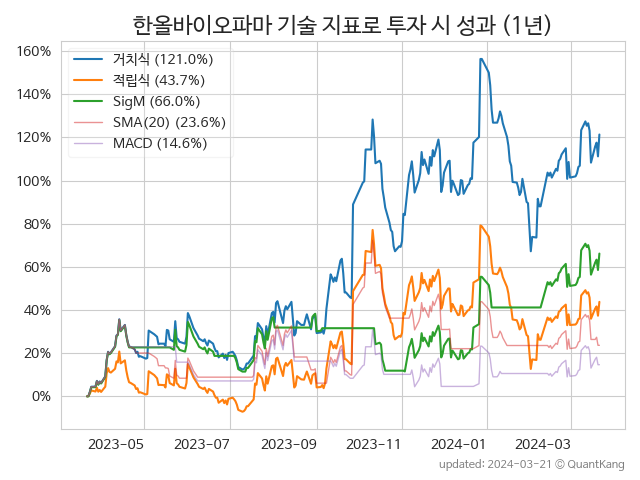 한올바이오파마 기술 지표로 투자 시 성과 (1년)
160%
140%
120%
100%
80%
60%
40%
20%
0%
거치식 (121.0%)
적립식 (43.7%)
SigM (66.0%)
SMA(20) (23.6%)
MACD (14.6%)
2023-05
2023-07
2023-09
2023-11
2024-01
2024-03
updated: 2024-03-21 © QuantKang